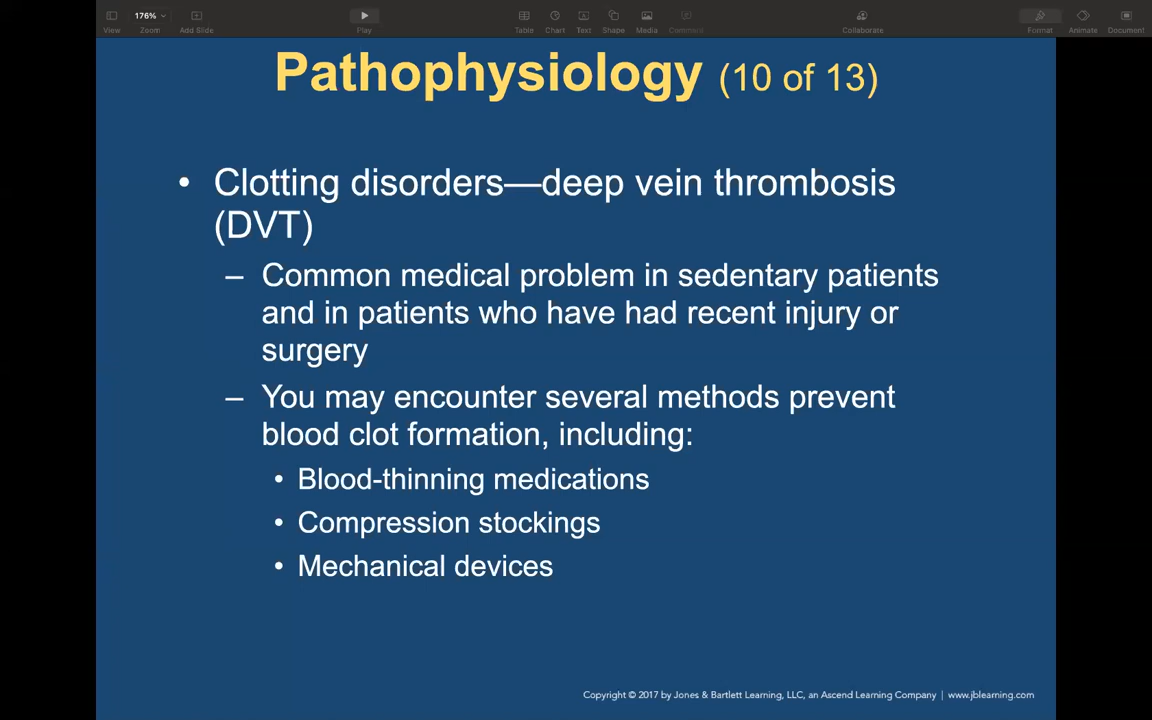 176%
View Zoom Add Slide Play Table Chart Text Shape Media Comment Collaborate Format Animate Document
Pathophysiology (10 of 13)
• Clotting disorders—deep vein thrombosis
(DVT)
– Common medical problem in sedentary patients
and in patients who have had recent injury or
surgery
– You may encounter several methods prevent
blood clot formation, including:
• Blood-thinning medications
• Compression stockings
• Mechanical devices
Copyright © 2017 by Jones & Bartlett Learning, LLC, an Ascend Learning Company | www.jblearning.com